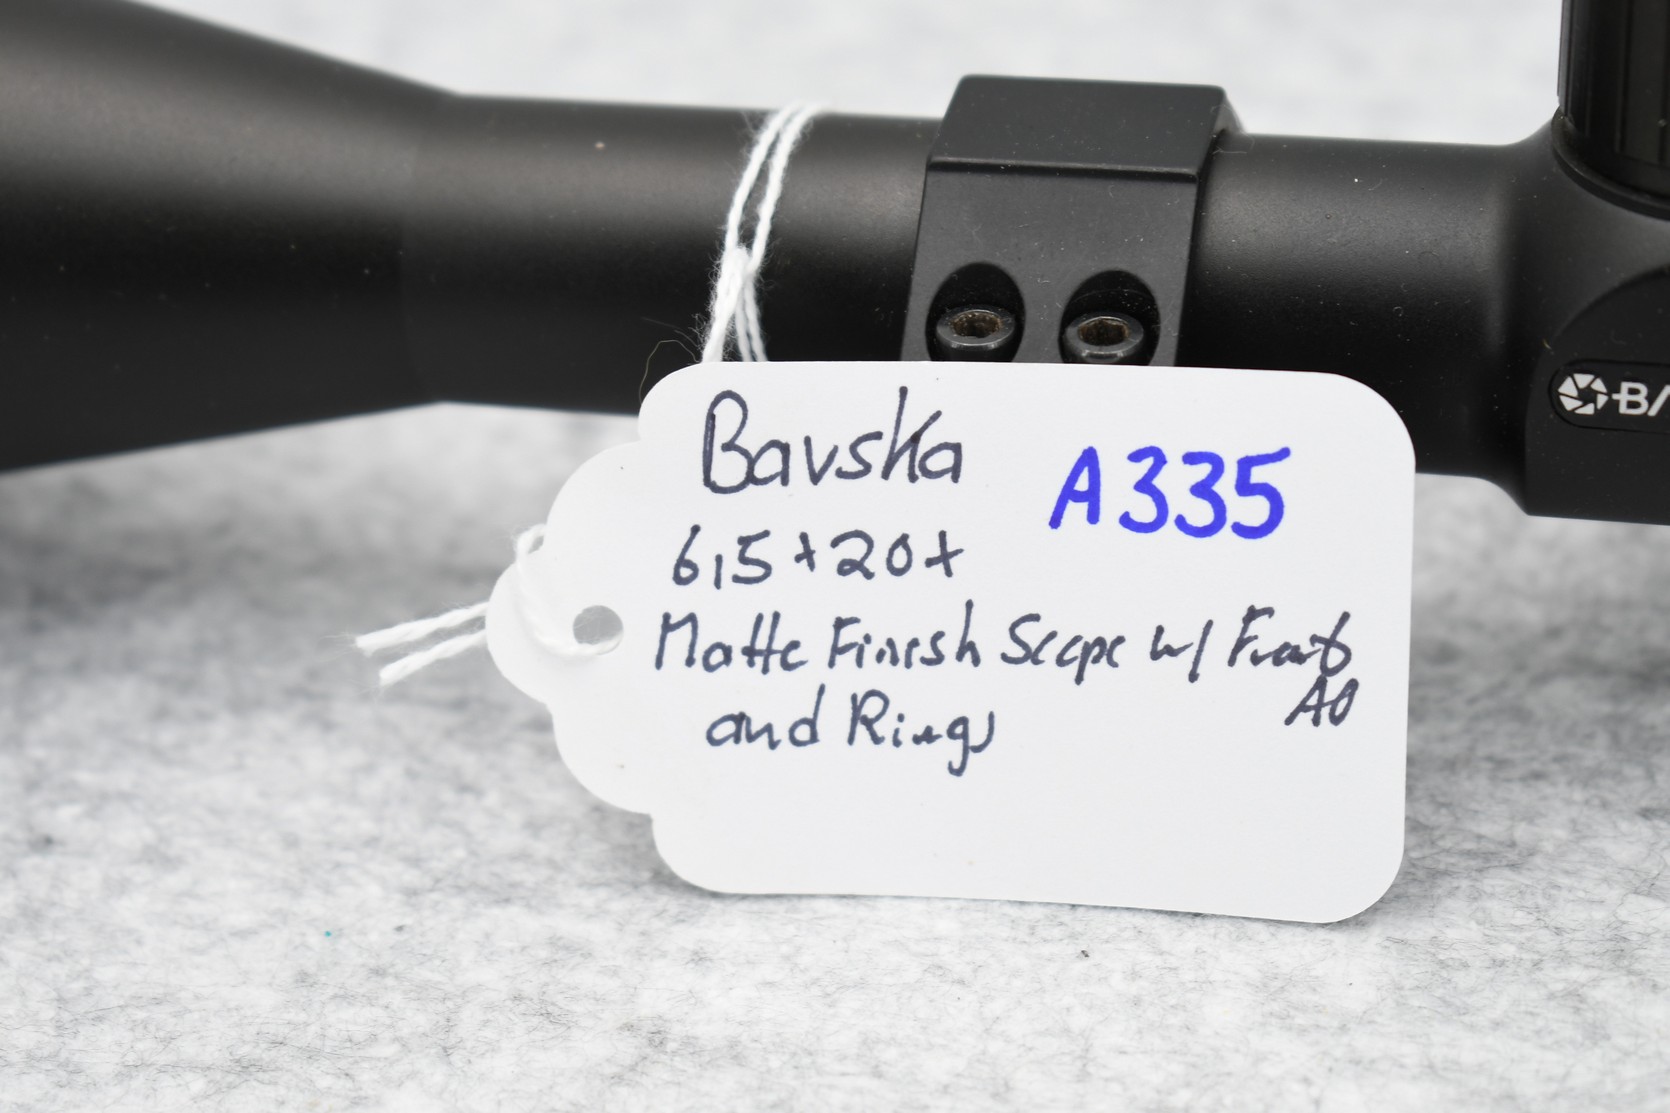 Bavska
A335
6,5+20+
Matte Finish Scope w/ Front
AO
and Rings
BA